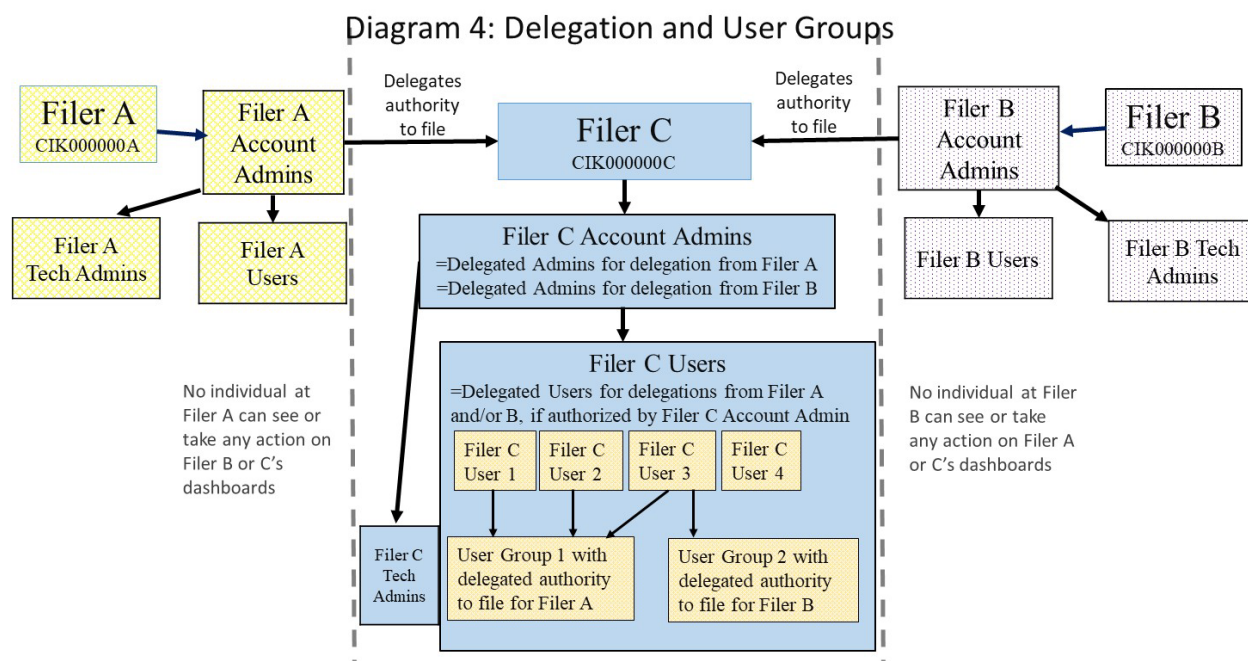 Diagram 4: Delegation and User Groups
Filer A
CIK000000A
Filer A
Account
Admins
Filer A
Tech Admins
Filer A
Users
No individual at
Filer A can see or
take any action on
Filer B or C's
dashboards
Delegates
authority
to file
Filer C
CIK000000C
Delegates
authority
to file
Filer C Account Admins
=Delegated Admins for delegation from Filer A
=Delegated Admins for delegation from Filer B
Filer C Users
=Delegated Users for delegations from Filer A
and/or B, if authorized by Filer C Account Admin
Filer C
User 1
Filer C
User 2
Filer C
User 3
Filer C
User 4
User Group 1 with
delegated authority
to file for Filer A
User Group 2 with
delegated authority
to file for Filer B
Filer C
Tech
Admins
Filer B
Account
Admins
Filer B
CIK000000B
Filer B Users
Filer B Tech
Admins
No individual at Filer
B can see or take
any action on Filer A
or C's dashboards